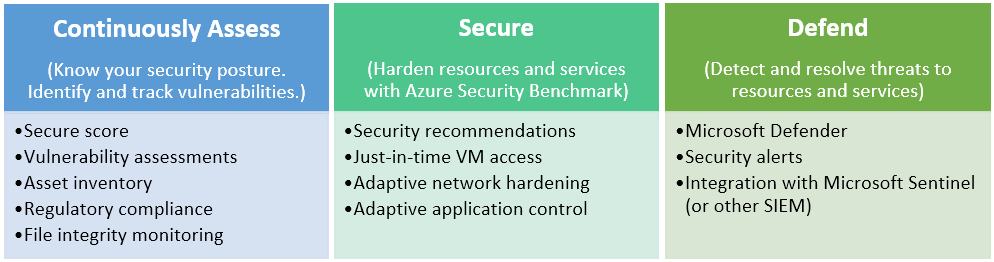 Continuously Assess
(Know your security posture.
Identify and track vulnerabilities.)
•Secure score
•Vulnerability assessments
•Asset inventory
•Regulatory compliance
•File integrity monitoring
Secure
(Harden resources and services
with Azure Security Benchmark)
•Security recommendations
•Just-in-time VM access
•Adaptive network hardening
•Adaptive application control
Defend
(Detect and resolve threats to
resources and services)
•Microsoft Defender
•Security alerts
•Integration with Microsoft Sentinel
(or other SIEM)